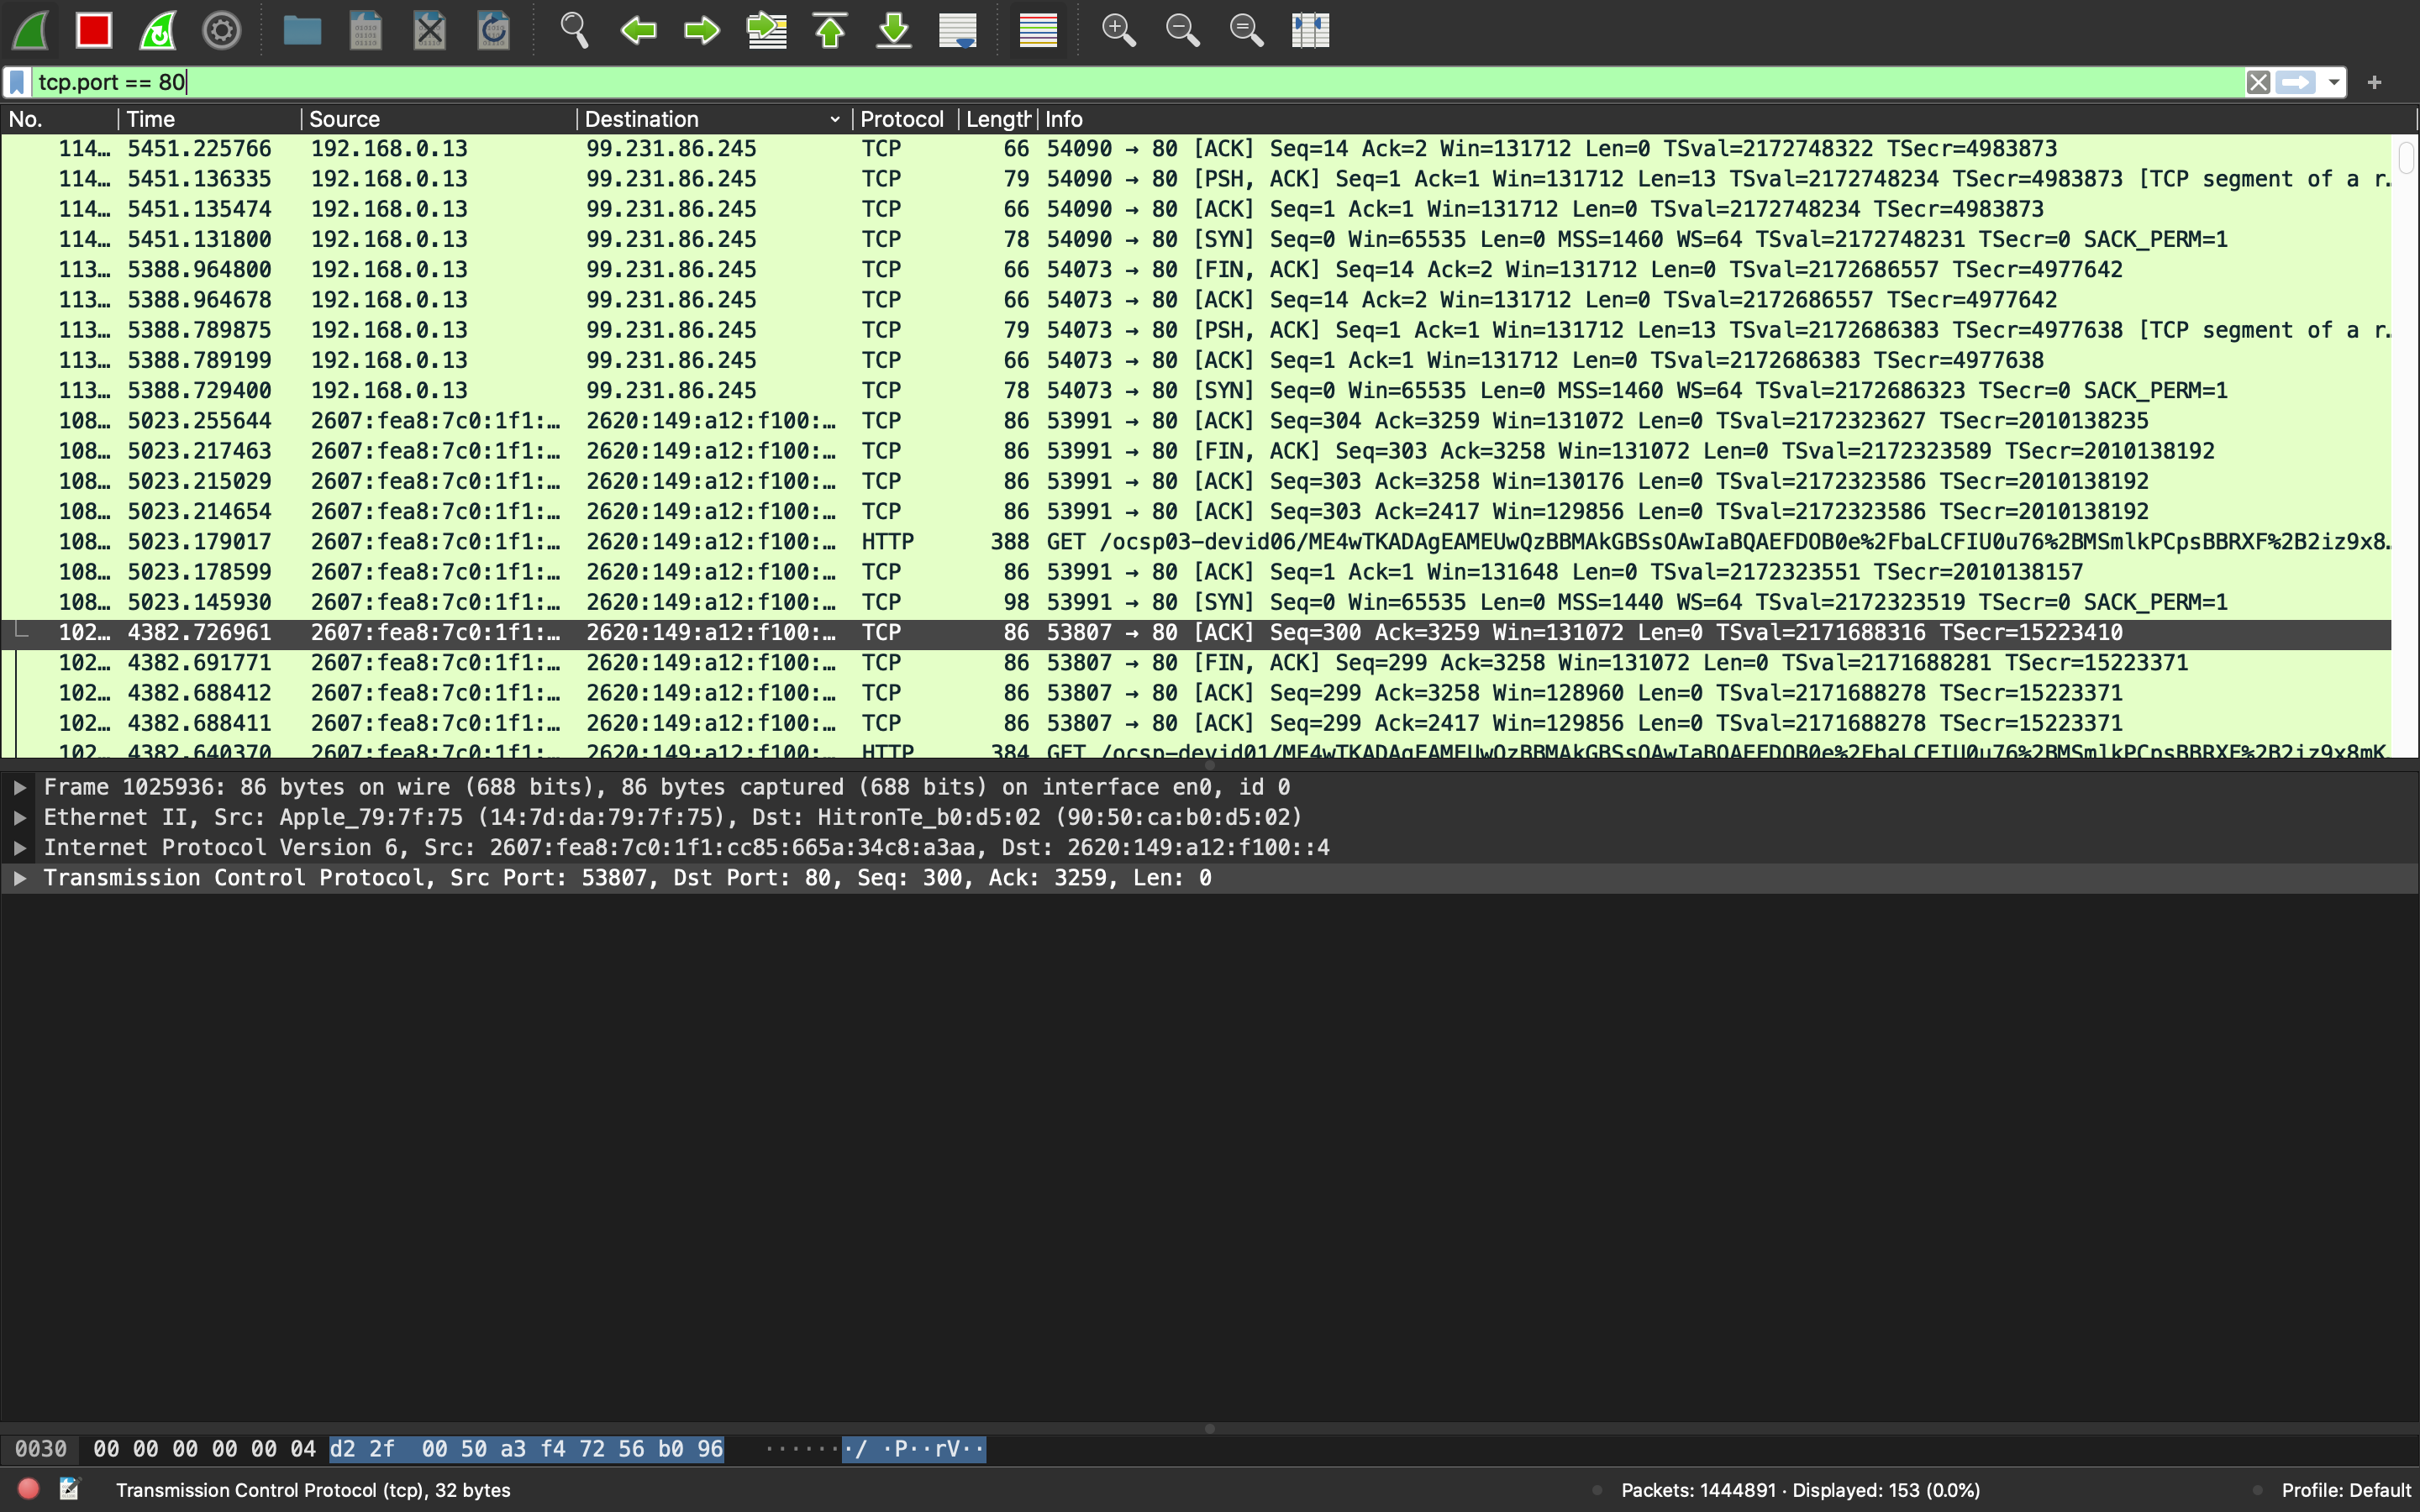 tcp.port == 80
No. Time Source Destination Protocol Length Info
114… 5451.225766 192.168.0.13 99.231.86.245 TCP 66 54090 → 80 [ACK] Seq=14 Ack=2 Win=131712 Len=0 TSval=2172748322 TSecr=4983873
114… 5451.136335 192.168.0.13 99.231.86.245 TCP 79 54090 → 80 [PSH, ACK] Seq=1 Ack=1 Win=131712 Len=13 TSval=2172748234 TSecr=4983873 [TCP segment of a r…
114… 5451.135474 192.168.0.13 99.231.86.245 TCP 66 54090 → 80 [ACK] Seq=1 Ack=1 Win=131712 Len=0 TSval=2172748234 TSecr=4983873
114… 5451.131800 192.168.0.13 99.231.86.245 TCP 78 54090 → 80 [SYN] Seq=0 Win=65535 Len=0 MSS=1460 WS=64 TSval=2172748231 TSecr=0 SACK_PERM=1
113… 5388.964800 192.168.0.13 99.231.86.245 TCP 66 54073 → 80 [FIN, ACK] Seq=14 Ack=2 Win=131712 Len=0 TSval=2172686557 TSecr=4977642
113… 5388.964678 192.168.0.13 99.231.86.245 TCP 66 54073 → 80 [ACK] Seq=14 Ack=2 Win=131712 Len=0 TSval=2172686557 TSecr=4977642
113… 5388.789875 192.168.0.13 99.231.86.245 TCP 79 54073 → 80 [PSH, ACK] Seq=1 Ack=1 Win=131712 Len=13 TSval=2172686383 TSecr=4977638 [TCP segment of a r…
113… 5388.789199 192.168.0.13 99.231.86.245 TCP 66 54073 → 80 [ACK] Seq=1 Ack=1 Win=131712 Len=0 TSval=2172686383 TSecr=4977638
113… 5388.729400 192.168.0.13 99.231.86.245 TCP 78 54073 → 80 [SYN] Seq=0 Win=65535 Len=0 MSS=1460 WS=64 TSval=2172686323 TSecr=0 SACK_PERM=1
108… 5023.255644 2607:fea8:7c0:1f1:… 2620:149:a12:f100:… TCP 86 53991 → 80 [ACK] Seq=304 Ack=3259 Win=131072 Len=0 TSval=2172323627 TSecr=2010138235
108… 5023.217463 2607:fea8:7c0:1f1:… 2620:149:a12:f100:… TCP 86 53991 → 80 [FIN, ACK] Seq=303 Ack=3258 Win=131072 Len=0 TSval=2172323589 TSecr=2010138192
108… 5023.215029 2607:fea8:7c0:1f1:… 2620:149:a12:f100:… TCP 86 53991 → 80 [ACK] Seq=303 Ack=3258 Win=130176 Len=0 TSval=2172323586 TSecr=2010138192
108… 5023.214654 2607:fea8:7c0:1f1:… 2620:149:a12:f100:… TCP 86 53991 → 80 [ACK] Seq=303 Ack=2417 Win=129856 Len=0 TSval=2172323586 TSecr=2010138192
108… 5023.179017 2607:fea8:7c0:1f1:… 2620:149:a12:f100:… HTTP 388 GET /ocsp03-devid06/ME4wTKADAgEAMEUwQzBBMAkGBSsOAwIaBQAEFDOB0e%2FbaLCFIU0u76%2BMSmlkPCpsBBRXF%2B2iz9x8…
108… 5023.178599 2607:fea8:7c0:1f1:… 2620:149:a12:f100:… TCP 86 53991 → 80 [ACK] Seq=1 Ack=1 Win=131648 Len=0 TSval=2172323551 TSecr=2010138157
108… 5023.145930 2607:fea8:7c0:1f1:… 2620:149:a12:f100:… TCP 98 53991 → 80 [SYN] Seq=0 Win=65535 Len=0 MSS=1440 WS=64 TSval=2172323519 TSecr=0 SACK_PERM=1
102… 4382.726961 2607:fea8:7c0:1f1:… 2620:149:a12:f100:… TCP 86 53807 → 80 [ACK] Seq=300 Ack=3259 Win=131072 Len=0 TSval=2171688316 TSecr=15223410
102… 4382.691771 2607:fea8:7c0:1f1:… 2620:149:a12:f100:… TCP 86 53807 → 80 [FIN, ACK] Seq=299 Ack=3258 Win=131072 Len=0 TSval=2171688281 TSecr=15223371
102… 4382.688412 2607:fea8:7c0:1f1:… 2620:149:a12:f100:… TCP 86 53807 → 80 [ACK] Seq=299 Ack=3258 Win=128960 Len=0 TSval=2171688278 TSecr=15223371
102… 4382.688411 2607:fea8:7c0:1f1:… 2620:149:a12:f100:… TCP 86 53807 → 80 [ACK] Seq=299 Ack=2417 Win=129856 Len=0 TSval=2171688278 TSecr=15223371
102… 4382.640370 2607:fea8:7c0:1f1:… 2620:149:a12:f100:… HTTP 384 GET /ocsp-devid01/ME4wTKADAgEAMEUwQzBBMAkGBSsOAwIaBQAEFDOB0e%2FbaLCFIU0u76%2BMSmlkPCpsBBRXF%2B2iz9x8mK…
Frame 1025936: 86 bytes on wire (688 bits), 86 bytes captured (688 bits) on interface en0, id 0
Ethernet II, Src: Apple_79:7f:75 (14:7d:da:79:7f:75), Dst: HitronTe_b0:d5:02 (90:50:ca:b0:d5:02)
Internet Protocol Version 6, Src: 2607:fea8:7c0:1f1:cc85:665a:34c8:a3aa, Dst: 2620:149:a12:f100::4
Transmission Control Protocol, Src Port: 53807, Dst Port: 80, Seq: 300, Ack: 3259, Len: 0
0030 00 00 00 00 00 04 d2 2f 00 50 a3 f4 72 56 b0 96 ·······/ ·P··rV··
Transmission Control Protocol (tcp), 32 bytes
Packets: 1444891 · Displayed: 153 (0.0%)
Profile: Default